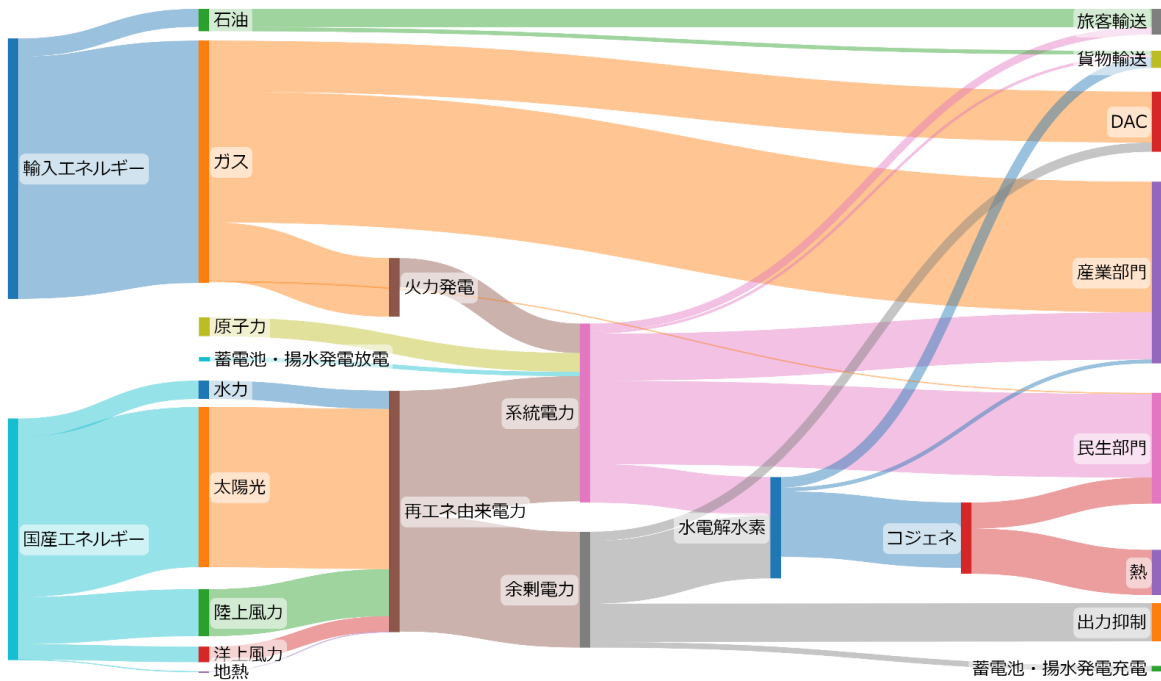 石油
旅客輸送
貨物輸送
DAC
輸入エネルギー
ガス
産業部門
火力発電
原子力
蓄電池・揚水発電放電
水力
系統電力
民生部門
太陽光
再エネ由来電力
水電解水素
コジェネ
国産エネルギー
熱
余剰電力
陸上風力
出力抑制
洋上風力
地熱
蓄電池・揚水発電充電